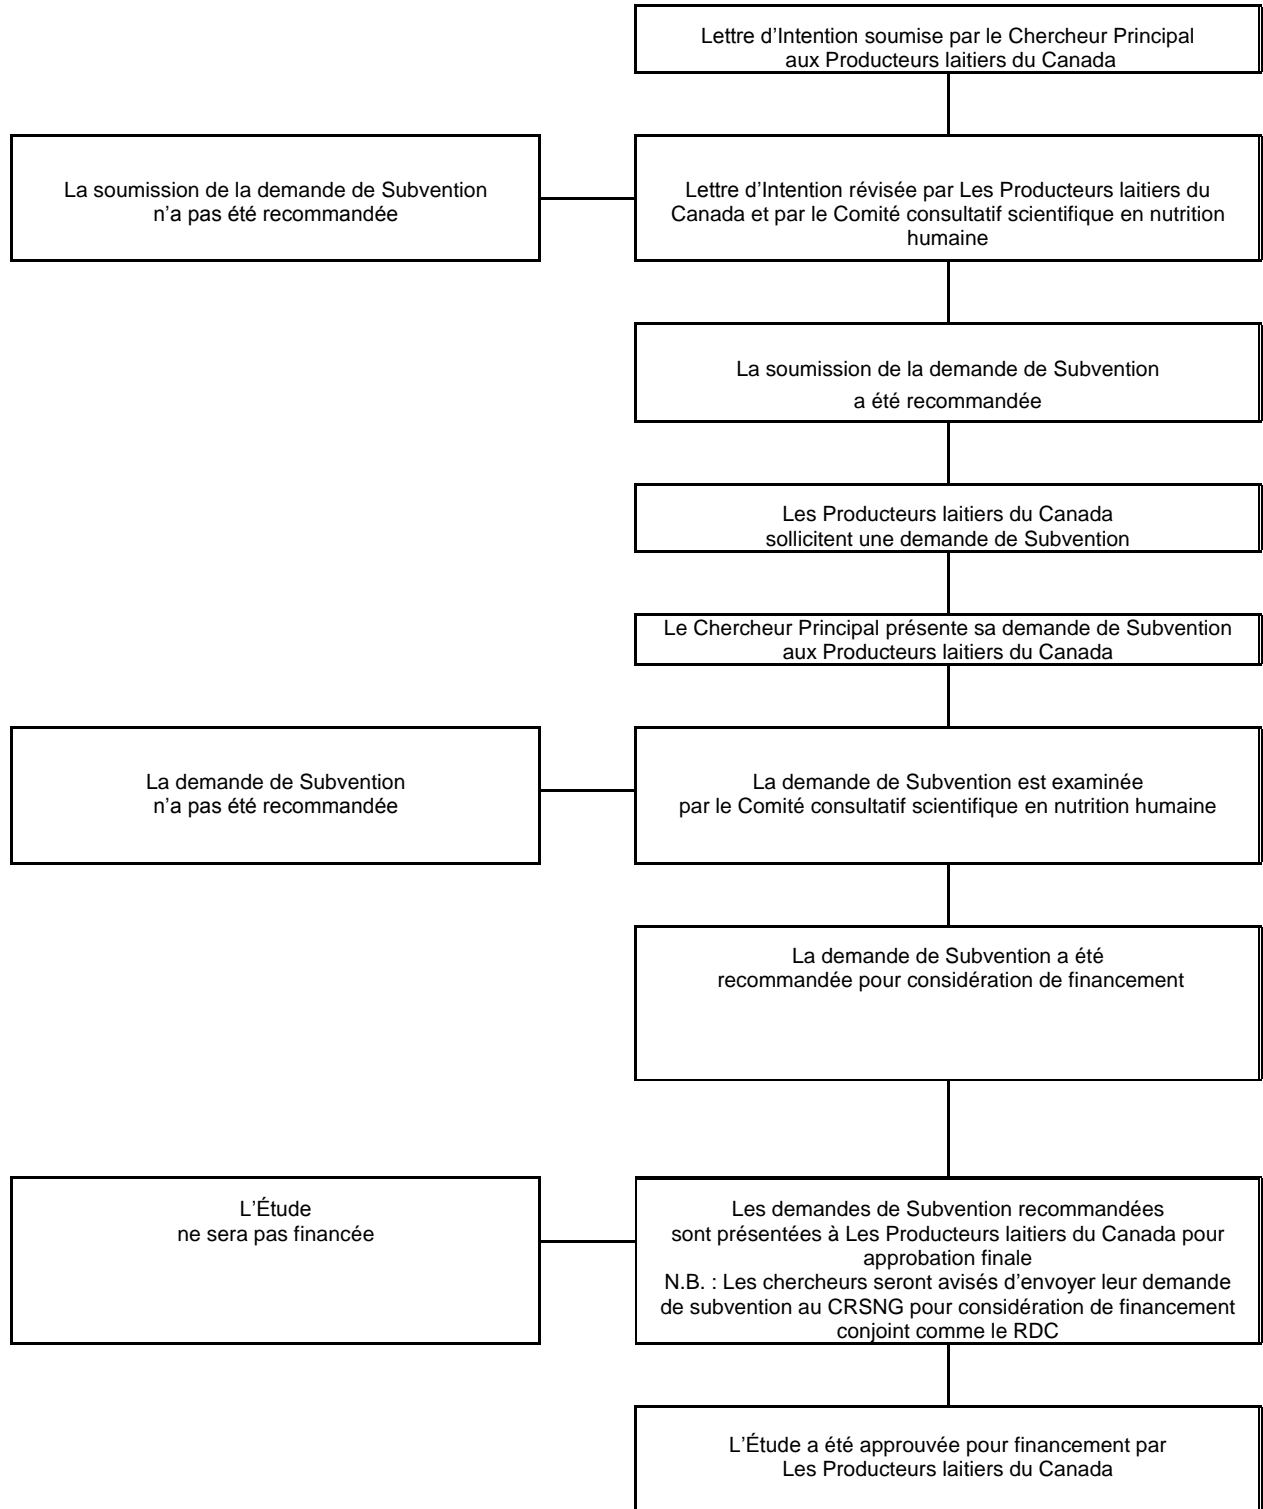 Lettre d’Intention soumise par le Chercheur Principal
aux Producteurs laitiers du Canada
La soumission de la demande de Subvention
n’a pas été recommandée
Lettre d’Intention révisée par Les Producteurs laitiers du
Canada et par le Comité consultatif scientifique en nutrition
humaine
La soumission de la demande de Subvention
a été recommandée
Les Producteurs laitiers du Canada
sollicitent une demande de Subvention
Le Chercheur Principal présente sa demande de Subvention
aux Producteurs laitiers du Canada
La demande de Subvention
n’a pas été recommandée
La demande de Subvention est examinée
par le Comité consultatif scientifique en nutrition humaine
La demande de Subvention a été
recommandée pour considération de financement
L’Étude
ne sera pas financée
Les demandes de Subvention recommandées
sont présentées à Les Producteurs laitiers du Canada pour
approbation finale
N.B. : Les chercheurs seront avisés d’envoyer leur demande
de subvention au CRSNG pour considération de financement
conjoint comme le RDC
L’Étude a été approuvée pour financement par
Les Producteurs laitiers du Canada